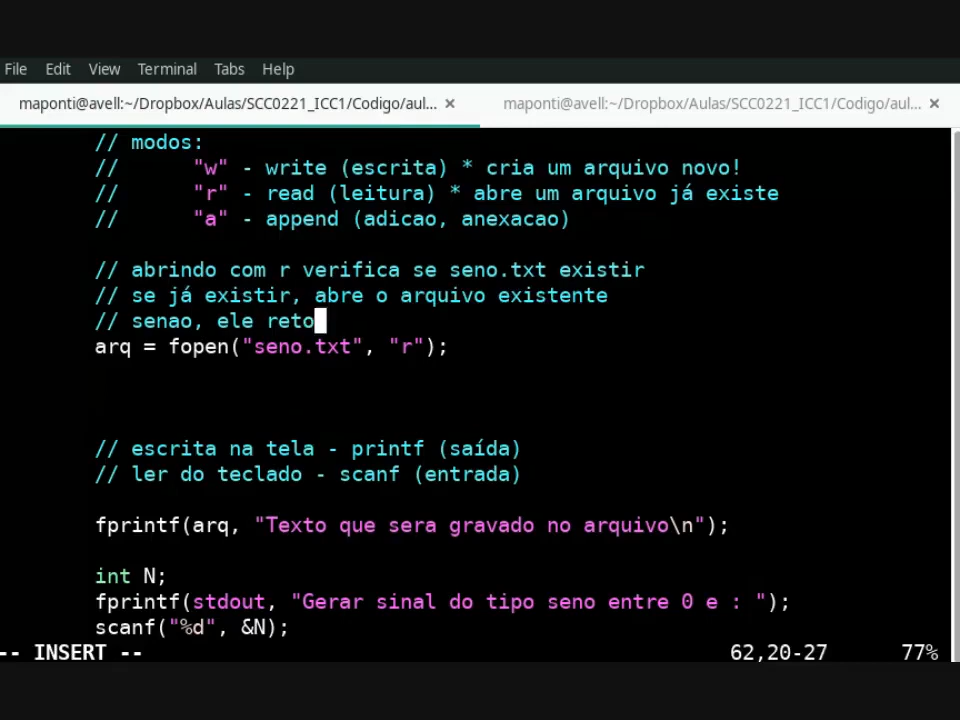 File Edit View Terminal Tabs Help
maponti@avell:~/Dropbox/Aulas/SCC0221_ICC1/Codigo/aul... × maponti@avell:~/Dropbox/Aulas/SCC0221_ICC1/Codigo/aul... ×
// modos:
// "w" - write (escrita) * cria um arquivo novo!
// "r" - read (leitura) * abre um arquivo já existe
// "a" - append (adicao, anexacao)
// abrindo com r verifica se seno.txt existir
// se já existir, abre o arquivo existente
// senao, ele reto
arq = fopen("seno.txt", "r");
// escrita na tela - printf (saída)
// ler do teclado - scanf (entrada)
fprintf(arq, "Texto que sera gravado no arquivo\n");
int N;
fprintf(stdout, "Gerar sinal do tipo seno entre 0 e : ");
scanf("%d", &N);
-- INSERT -- 62,20-27 77%